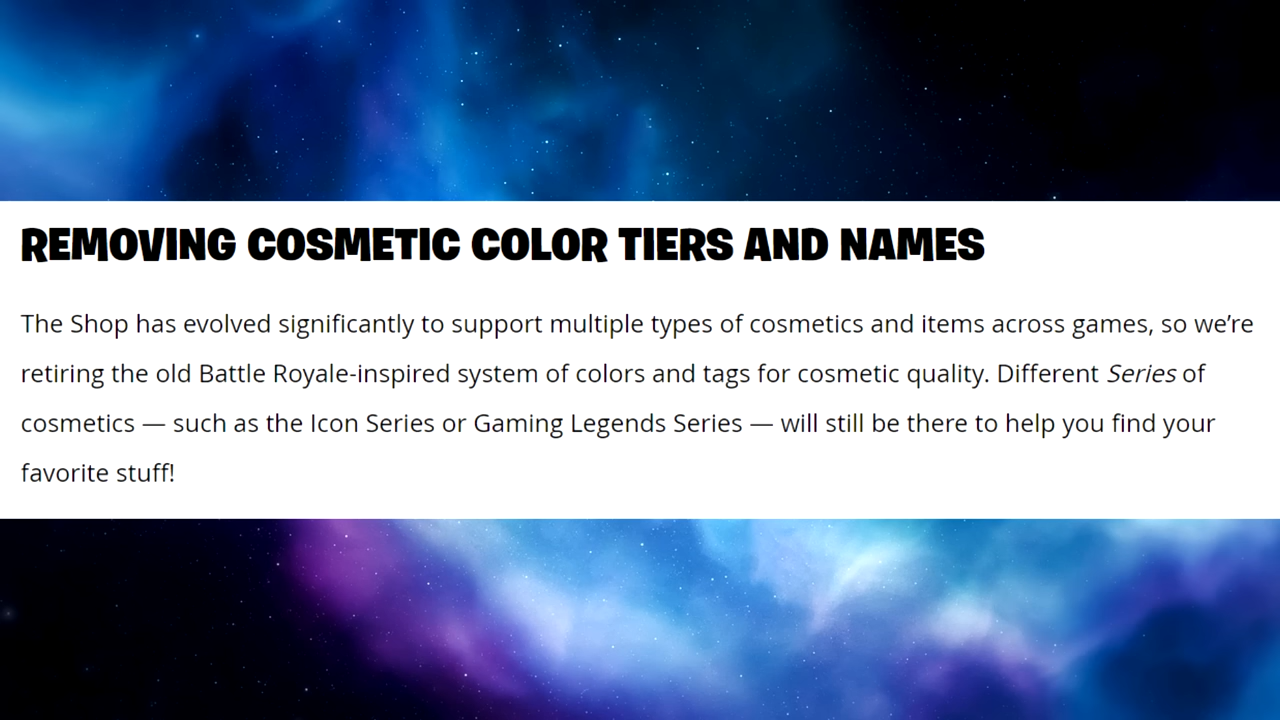 REMOVING COSMETIC COLOR TIERS AND NAMES
The Shop has evolved significantly to support multiple types of cosmetics and items across games, so we’re
retiring the old Battle Royale-inspired system of colors and tags for cosmetic quality. Different Series of
cosmetics — such as the Icon Series or Gaming Legends Series — will still be there to help you find your
favorite stuff!